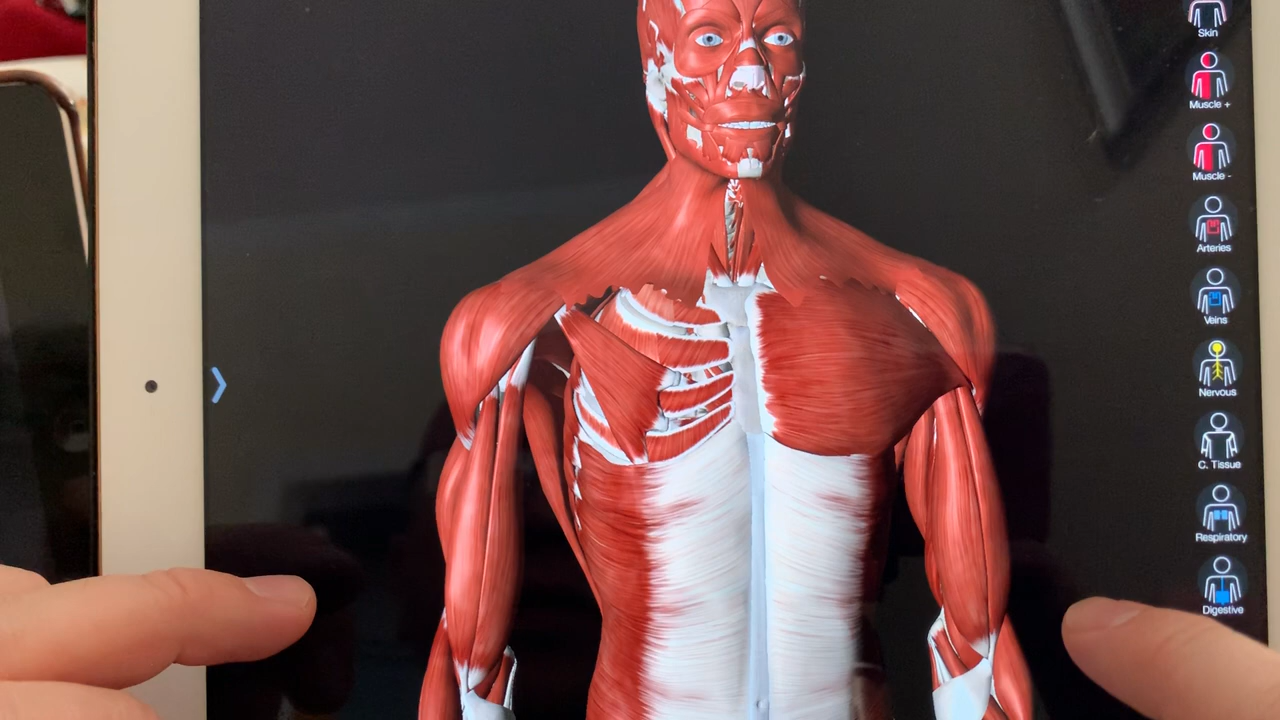 Skin
Muscle +
Muscle -
Arteries
Veins
Nervous
C. Tissue
Respiratory
Digestive